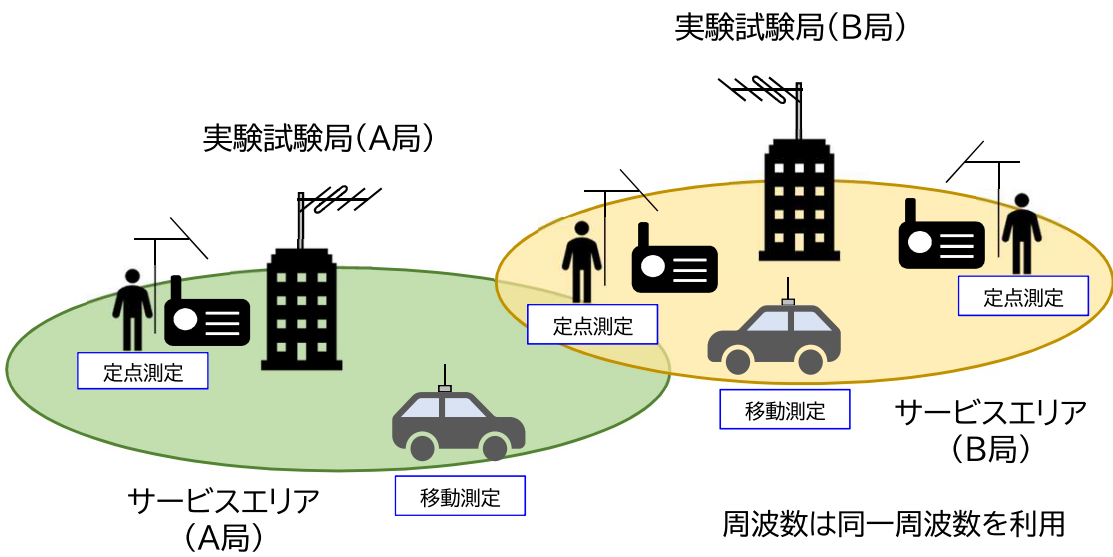 実験試験局（B局）
実験試験局（A局）
定点測定
定点測定
定点測定
移動測定
移動測定
サービスエリア
（B局）
サービスエリア
（A局）
周波数は同一周波数を利用